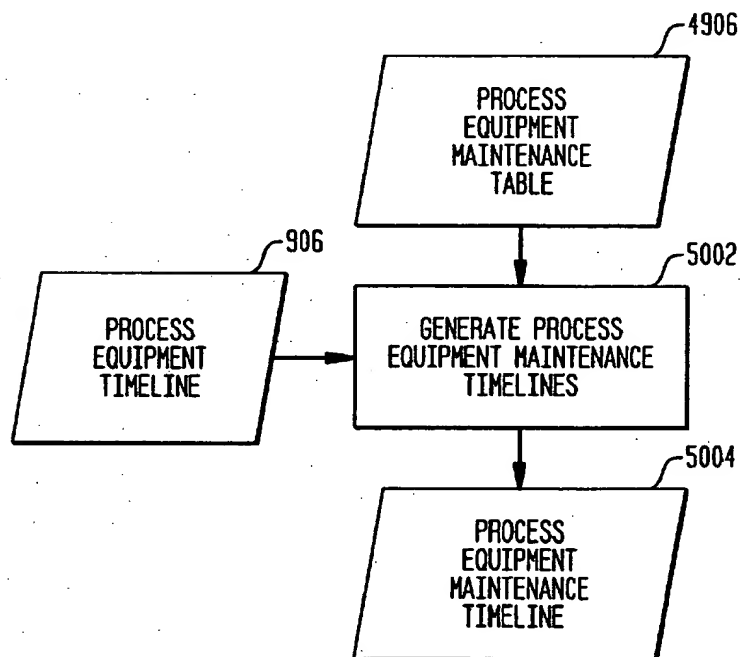 4906
PROCESS
EQUIPMENT
MAINTENANCE
TABLE
906
5002
PROCESS
EQUIPMENT
TIMELINE
GENERATE PROCESS
EQUIPMENT MAINTENANCE
TIMELINES
5004
PROCESS
EQUIPMENT
MAINTENANCE
TIMELINE